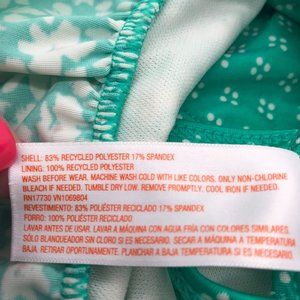 SHELL: 83% RECYCLED POLYESTER 17% SPANDEX
LINING: 100% RECYCLED POLYESTER
WASH BEFORE WEAR. MACHINE WASH COLD WITH LIKE COLORS. ONLY NON-CHLORINE
BLEACH IF NEEDED. TUMBLE DRY LOW. REMOVE PROMPTLY. COOL IRON IF NEEDED.
RN17730 VN1069804
REVESTIMIENTO: 83% POLIÉSTER RECICLADO 17% SPANDEX
FORRO: 100% POLIÉSTER RECICLADO
LAVAR ANTES DE USAR. LAVAR A MÁQUINA CON AGUA FRÍA CON COLORES SIMILARES.
SÓLO BLANQUEADOR SIN CLORO SI ES NECESARIO. SECAR A MÁQUINA A TEMPERATURA
BAJA. RETIRAR OPORTUNAMENTE. PLANCHAR A BAJA TEMPERATURA SI ES NECESARIO.